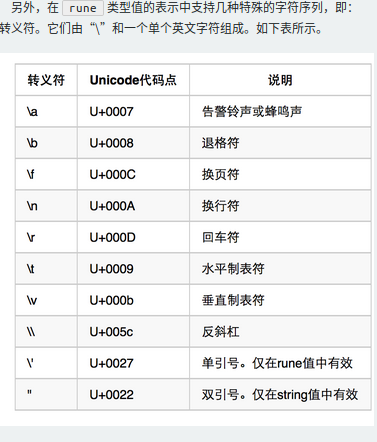 另外，在 rune 类型值的表示中支持几种特殊的字符序列，即：
转义符。它们由“\”和一个单个英文字符组成。如下表所示。
转义符 Unicode代码点 说明
\a U+0007 告警铃声或蜂鸣声
\b U+0008 退格符
\f U+000C 换页符
\n U+000A 换行符
\r U+000D 回车符
\t U+0009 水平制表符
\v U+000b 垂直制表符
\\ U+005c 反斜杠
\' U+0027 单引号。仅在rune值中有效
" U+0022 双引号。仅在string值中有效